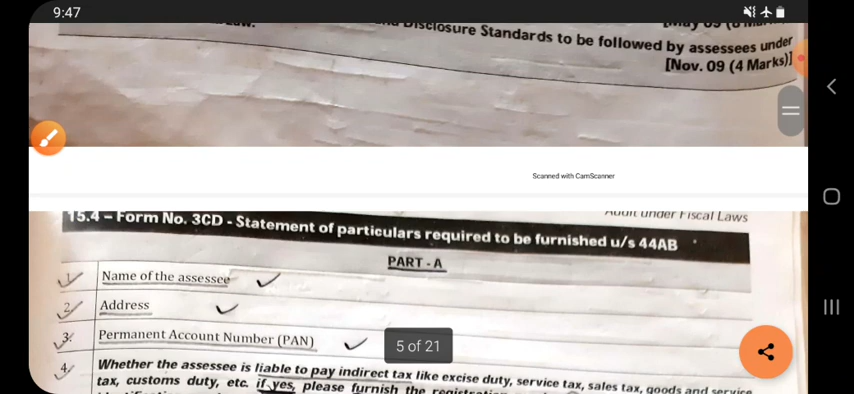 9:47
Disclosure Standards to be followed by assessees under
[Nov. 09 (4 Marks)]
Scanned with CamScanner
Audit under Fiscal Laws
15.4 – Form No. 3CD - Statement of particulars required to be furnished u/s 44AB
PART - A
1. Name of the assessee
2. Address
3. Permanent Account Number (PAN)
5 of 21
4. Whether the assessee is liable to pay indirect tax like excise duty, service tax, sales tax, goods and service
tax, customs duty, etc. if yes, please furnish the